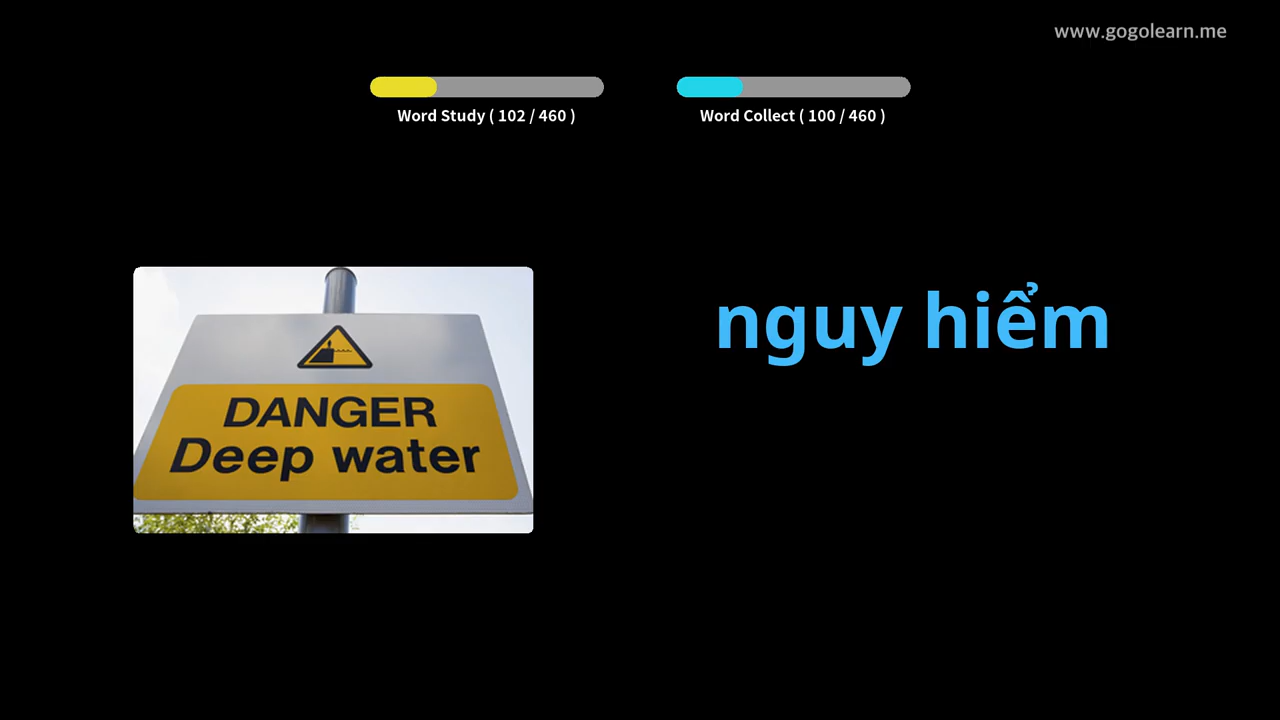 www.gogolearn.me
Word Study ( 102 / 460 )
Word Collect ( 100 / 460 )
nguy hiểm
DANGER
Deep water